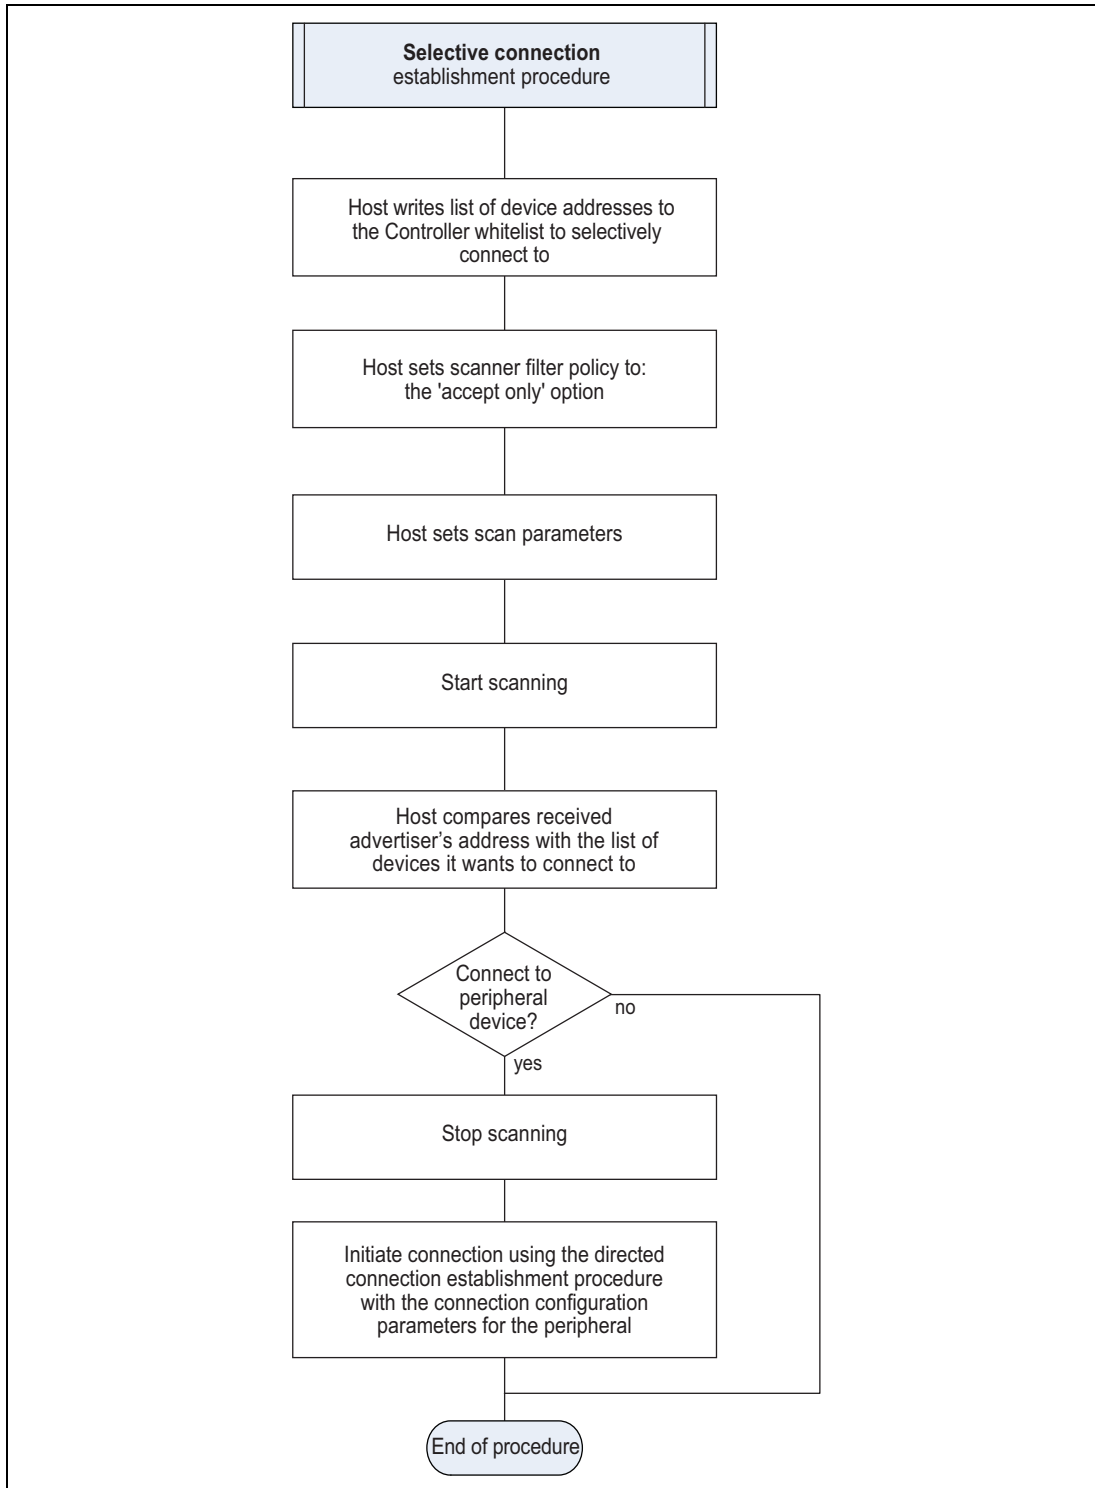 Selective connection
establishment procedure
Host writes list of device addresses to
the Controller whitelist to selectively
connect to
Host sets scanner filter policy to:
the 'accept only' option
Host sets scan parameters
Start scanning
Host compares received
advertiser’s address with the list of
devices it wants to connect to
Connect to
peripheral
device?
no
yes
Stop scanning
Initiate connection using the directed
connection establishment procedure
with the connection configuration
parameters for the peripheral
End of procedure